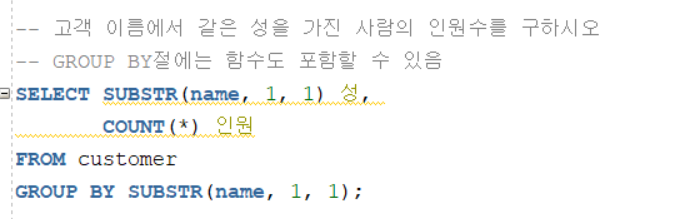 -- 고객 이름에서 같은 성을 가진 사람의 인원수를 구하시오
-- GROUP BY절에는 함수도 포함할 수 있음
SELECT SUBSTR(name, 1, 1) 성,
COUNT(*) 인원
FROM customer
GROUP BY SUBSTR(name, 1, 1);